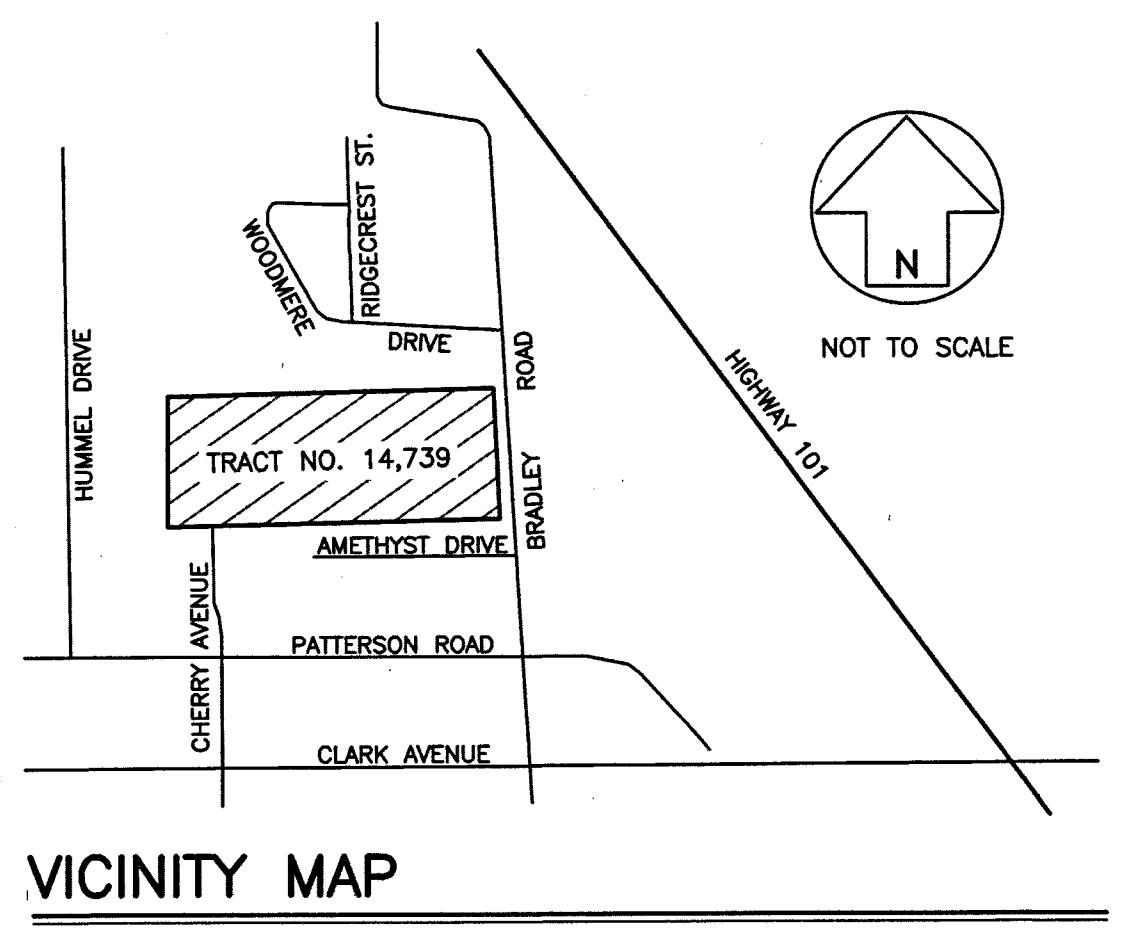 RIDGECREST ST.
WOODMERE
DRIVE
N
NOT TO SCALE
HUMMEL DRIVE
BRADLEY ROAD
HIGHWAY 101
TRACT NO. 14,739
AMETHYST DRIVE
CHERRY AVENUE
PATTERSON ROAD
CLARK AVENUE
VICINITY MAP